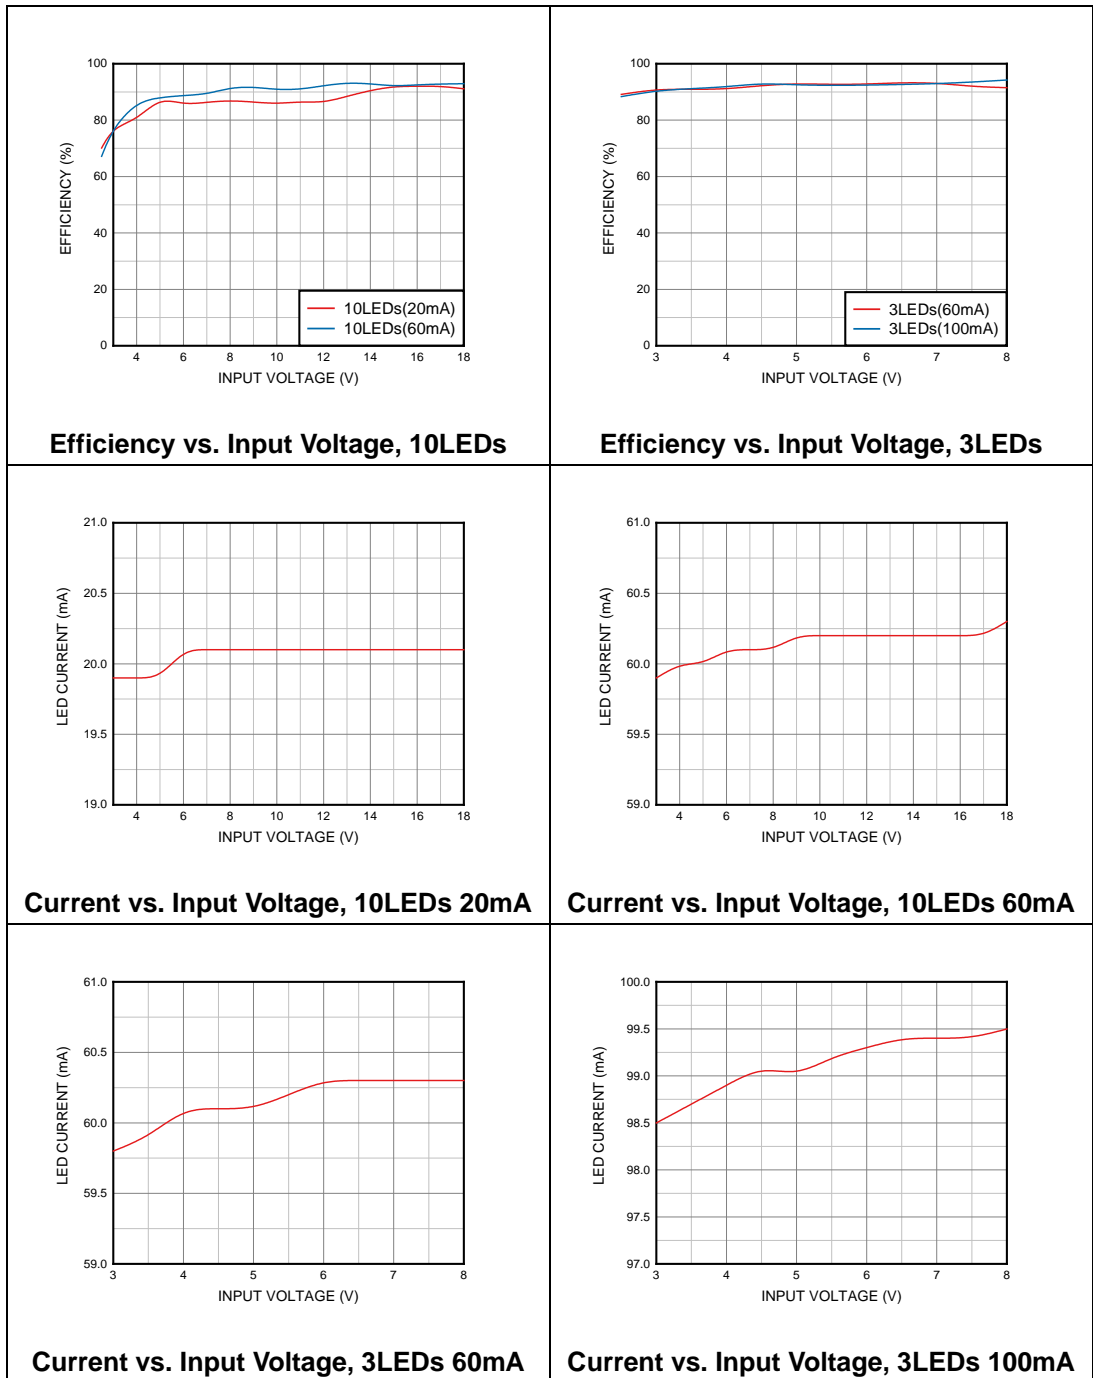 100
80
60
40
20
0
EFFICIENCY (%)
10LEDs(20mA)
10LEDs(60mA)
4 6 8 10 12 14 16 18
INPUT VOLTAGE (V)
Efficiency vs. Input Voltage, 10LEDs
100
80
60
40
20
0
EFFICIENCY (%)
3LEDs(60mA)
3LEDs(100mA)
3 4 5 6 7 8
INPUT VOLTAGE (V)
Efficiency vs. Input Voltage, 3LEDs
21.0
20.5
20.0
19.5
19.0
LED CURRENT (mA)
4 6 8 10 12 14 16 18
INPUT VOLTAGE (V)
Current vs. Input Voltage, 10LEDs 20mA
61.0
60.5
60.0
59.5
59.0
LED CURRENT (mA)
4 6 8 10 12 14 16 18
INPUT VOLTAGE (V)
Current vs. Input Voltage, 10LEDs 60mA
61.0
60.5
60.0
59.5
59.0
LED CURRENT (mA)
3 4 5 6 7 8
INPUT VOLTAGE (V)
Current vs. Input Voltage, 3LEDs 60mA
100.0
99.5
99.0
98.5
98.0
97.5
97.0
LED CURRENT (mA)
3 4 5 6 7 8
INPUT VOLTAGE (V)
Current vs. Input Voltage, 3LEDs 100mA